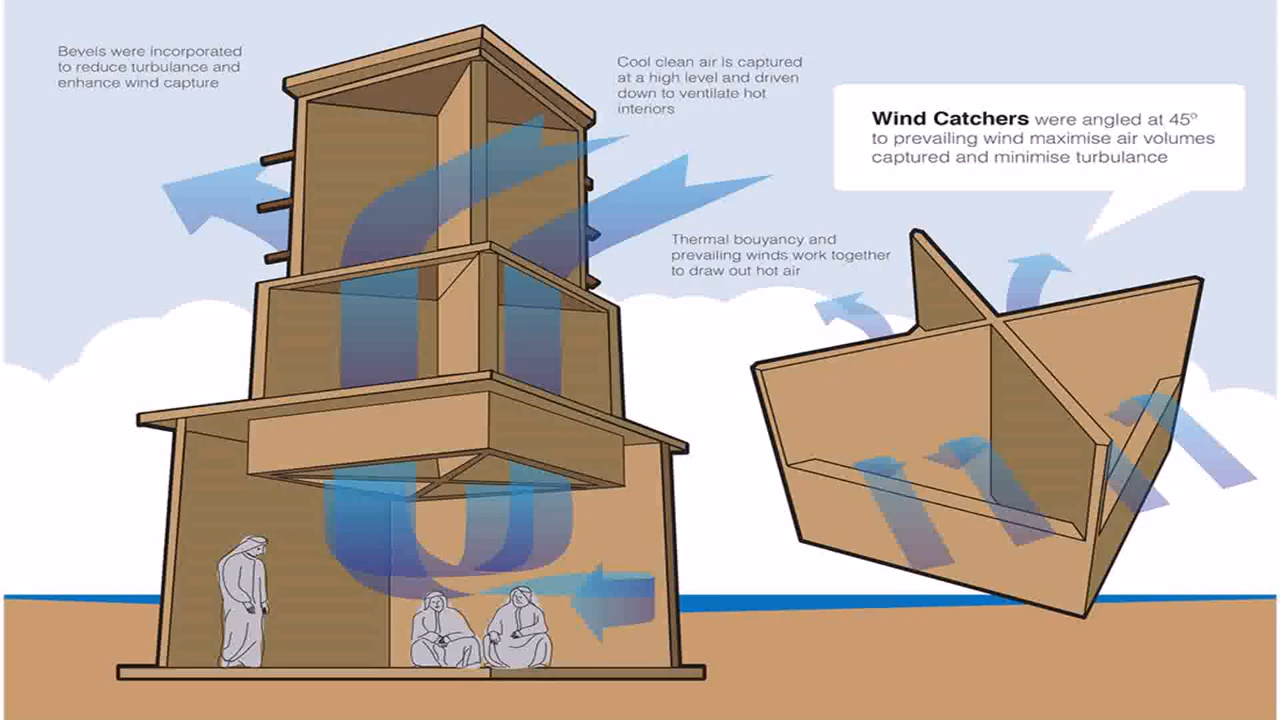 Bevels were incorporated
to reduce turbulance and
enhance wind capture
Cool clean air is captured
at a high level and driven
down to ventilate hot
interiors
Wind Catchers were angled at 45º
to prevailing wind maximise air volumes
captured and minimise turbulance
Thermal bouyancy and
prevailing winds work together
to draw out hot air